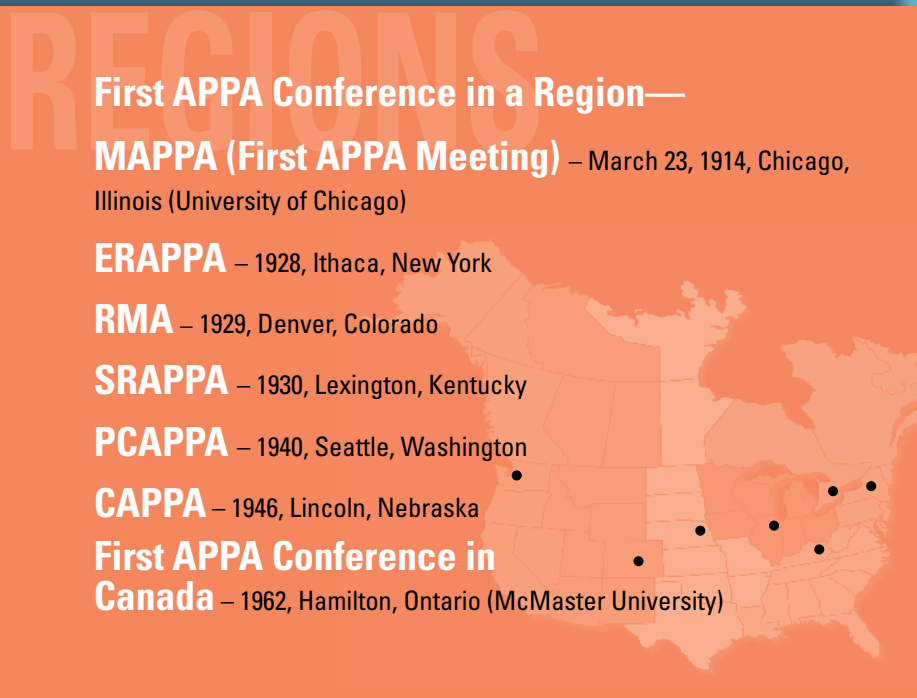 REGIONS
First APPA Conference in a Region—
MAPPA (First APPA Meeting) – March 23, 1914, Chicago,
Illinois (University of Chicago)
ERAPPA – 1928, Ithaca, New York
RMA – 1929, Denver, Colorado
SRAPPA – 1930, Lexington, Kentucky
PCAPPA – 1940, Seattle, Washington
CAPPA – 1946, Lincoln, Nebraska
First APPA Conference in
Canada – 1962, Hamilton, Ontario (McMaster University)